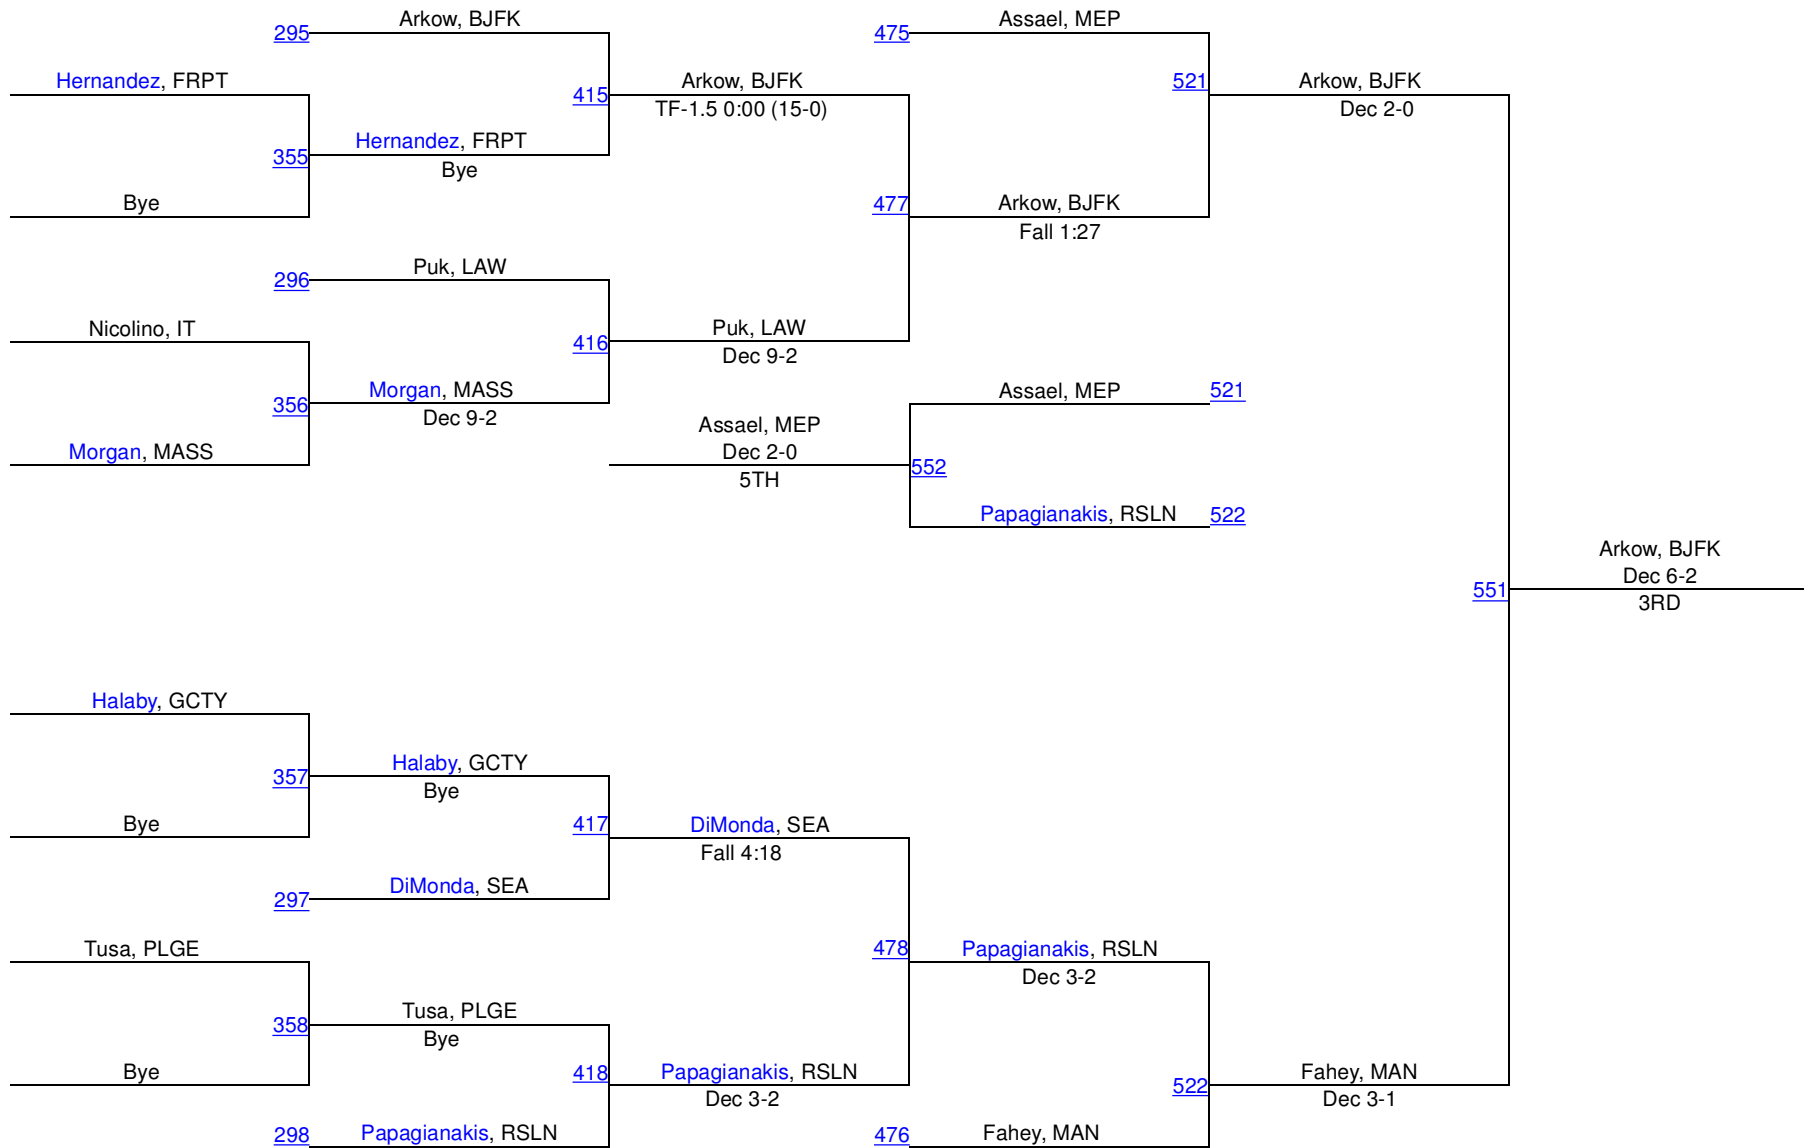 Arkow, BJFK
Assael, MEP
295
475
Hernandez, FRPT
Arkow, BJFK
521
Arkow, BJFK
415
TF-1.5 0:00 (15-0)
Dec 2-0
Hernandez, FRPT
355
Bye
Bye
477
Arkow, BJFK
Fall 1:27
Puk, LAW
296
Nicolino, IT
Puk, LAW
416
Dec 9-2
Morgan, MASS
Assael, MEP
521
356
Dec 9-2
Assael, MEP
Morgan, MASS
Dec 2-0
552
5TH
Papagianakis, RSLN
522
Arkow, BJFK
Dec 6-2
551
3RD
Halaby, GCTY
Halaby, GCTY
357
Bye
Bye
417
DiMonda, SEA
Fall 4:18
DiMonda, SEA
297
Tusa, PLGE
478
Papagianakis, RSLN
Dec 3-2
Tusa, PLGE
358
Bye
Bye
418
Papagianakis, RSLN
522
Fahey, MAN
Dec 3-2
Dec 3-1
298
Papagianakis, RSLN
476
Fahey, MAN